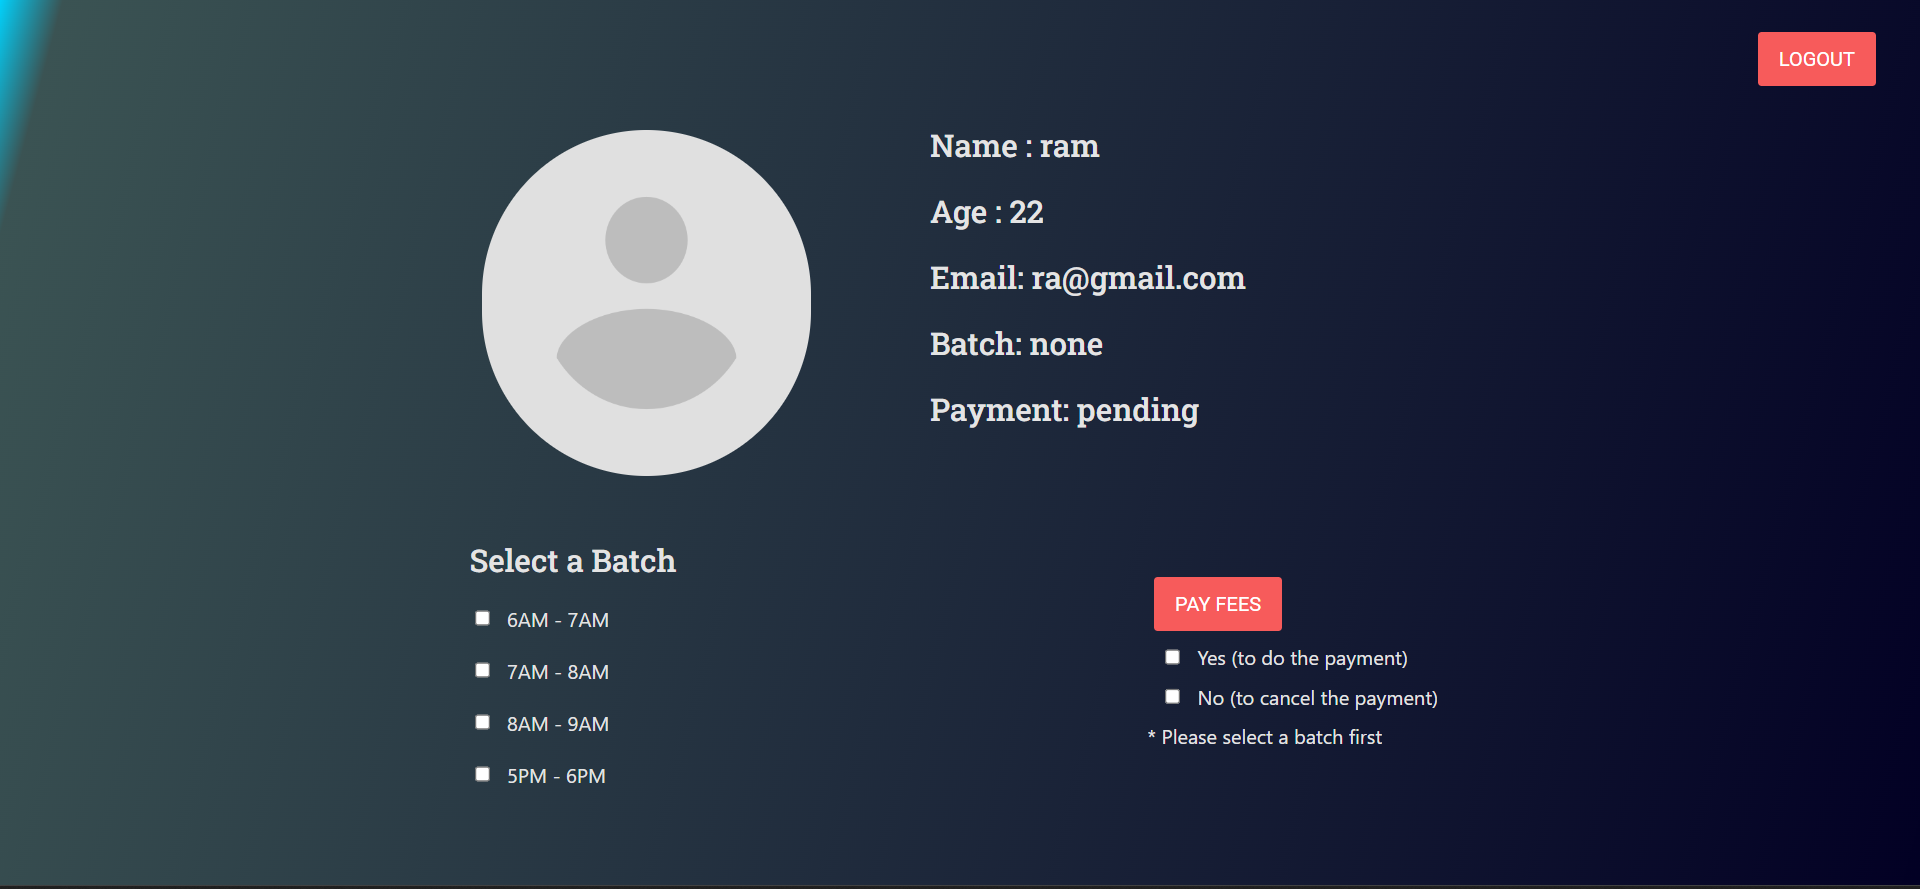 LOGOUT
Name : ram
Age : 22
Email: ra@gmail.com
Batch: none
Payment: pending
Select a Batch
6AM - 7AM
7AM - 8AM
8AM - 9AM
5PM - 6PM
PAY FEES
Yes (to do the payment)
No (to cancel the payment)
* Please select a batch first